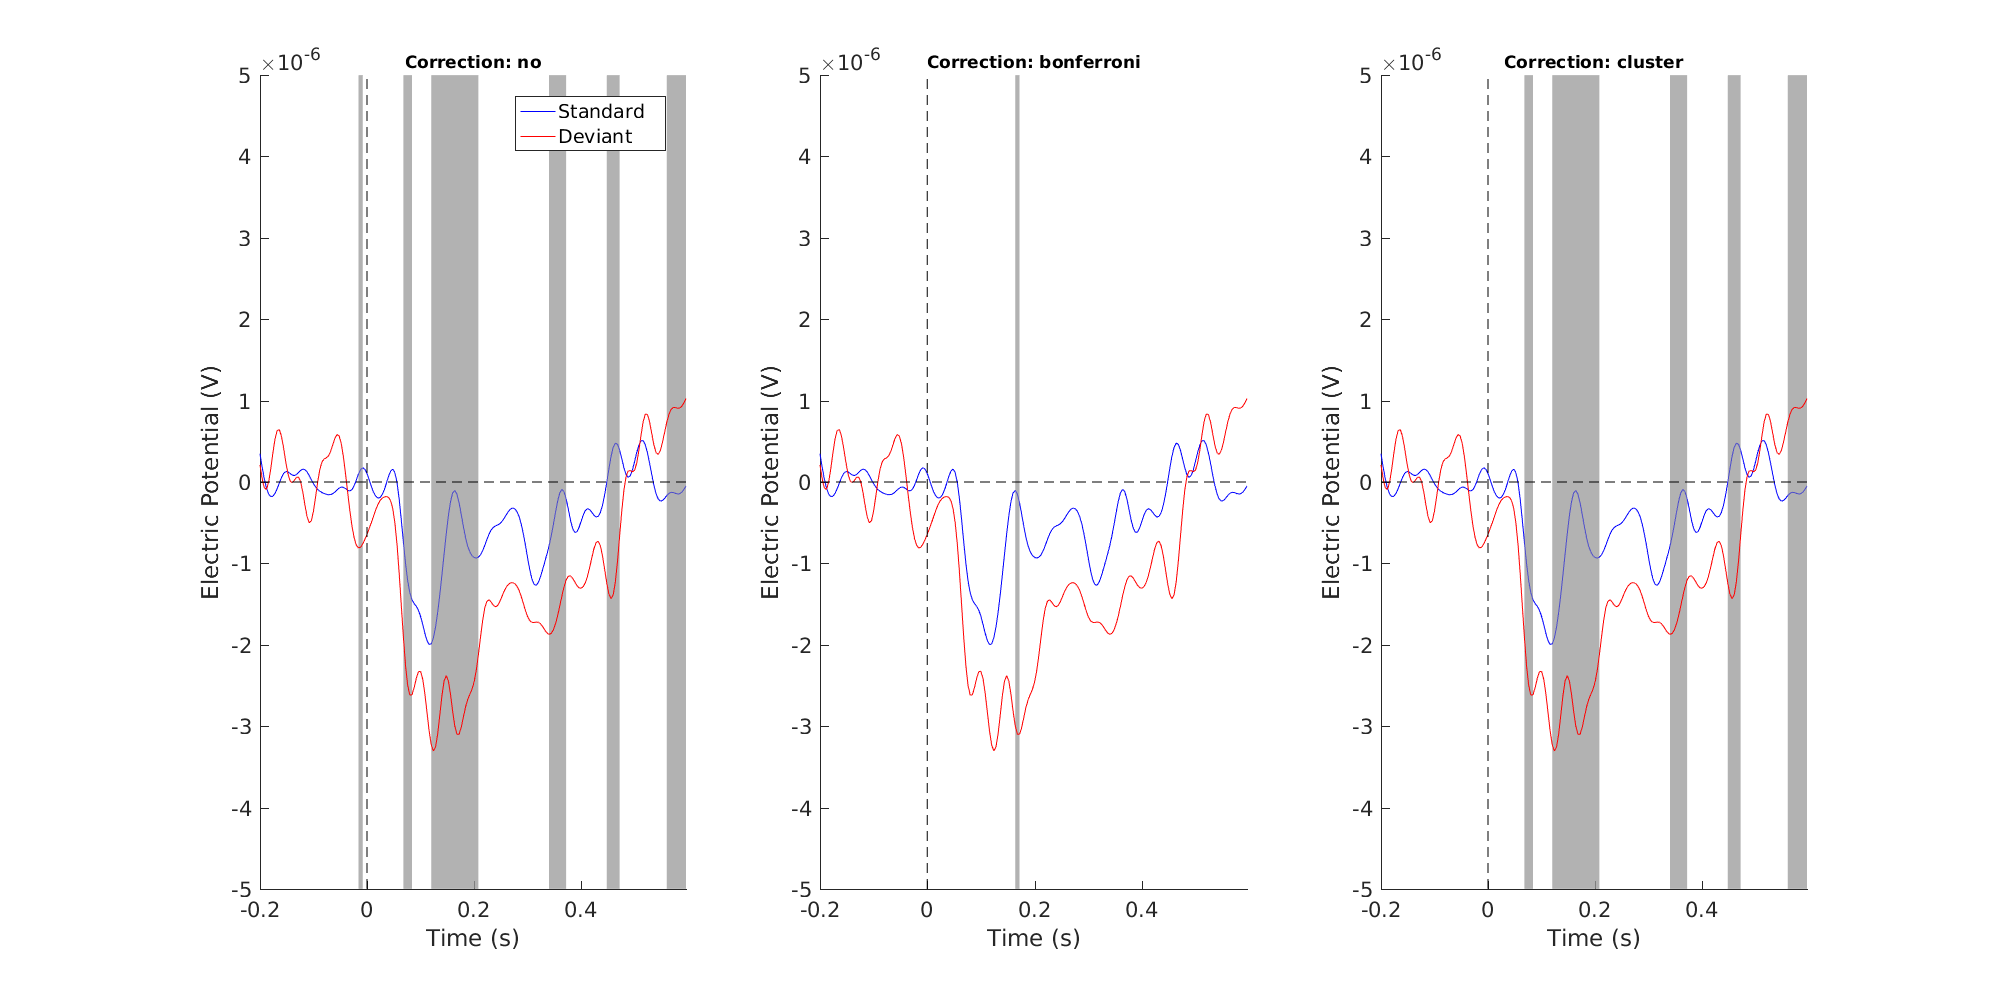 Correction: no
×10-6
5
4
3
2
1
0
-1
-2
-3
-4
-5
Electric Potential (V)
-0.2 0 0.2 0.4
Time (s)
Standard
Deviant
Correction: bonferroni
×10-6
5
4
3
2
1
0
-1
-2
-3
-4
-5
Electric Potential (V)
-0.2 0 0.2 0.4
Time (s)
Correction: cluster
×10-6
5
4
3
2
1
0
-1
-2
-3
-4
-5
Electric Potential (V)
-0.2 0 0.2 0.4
Time (s)